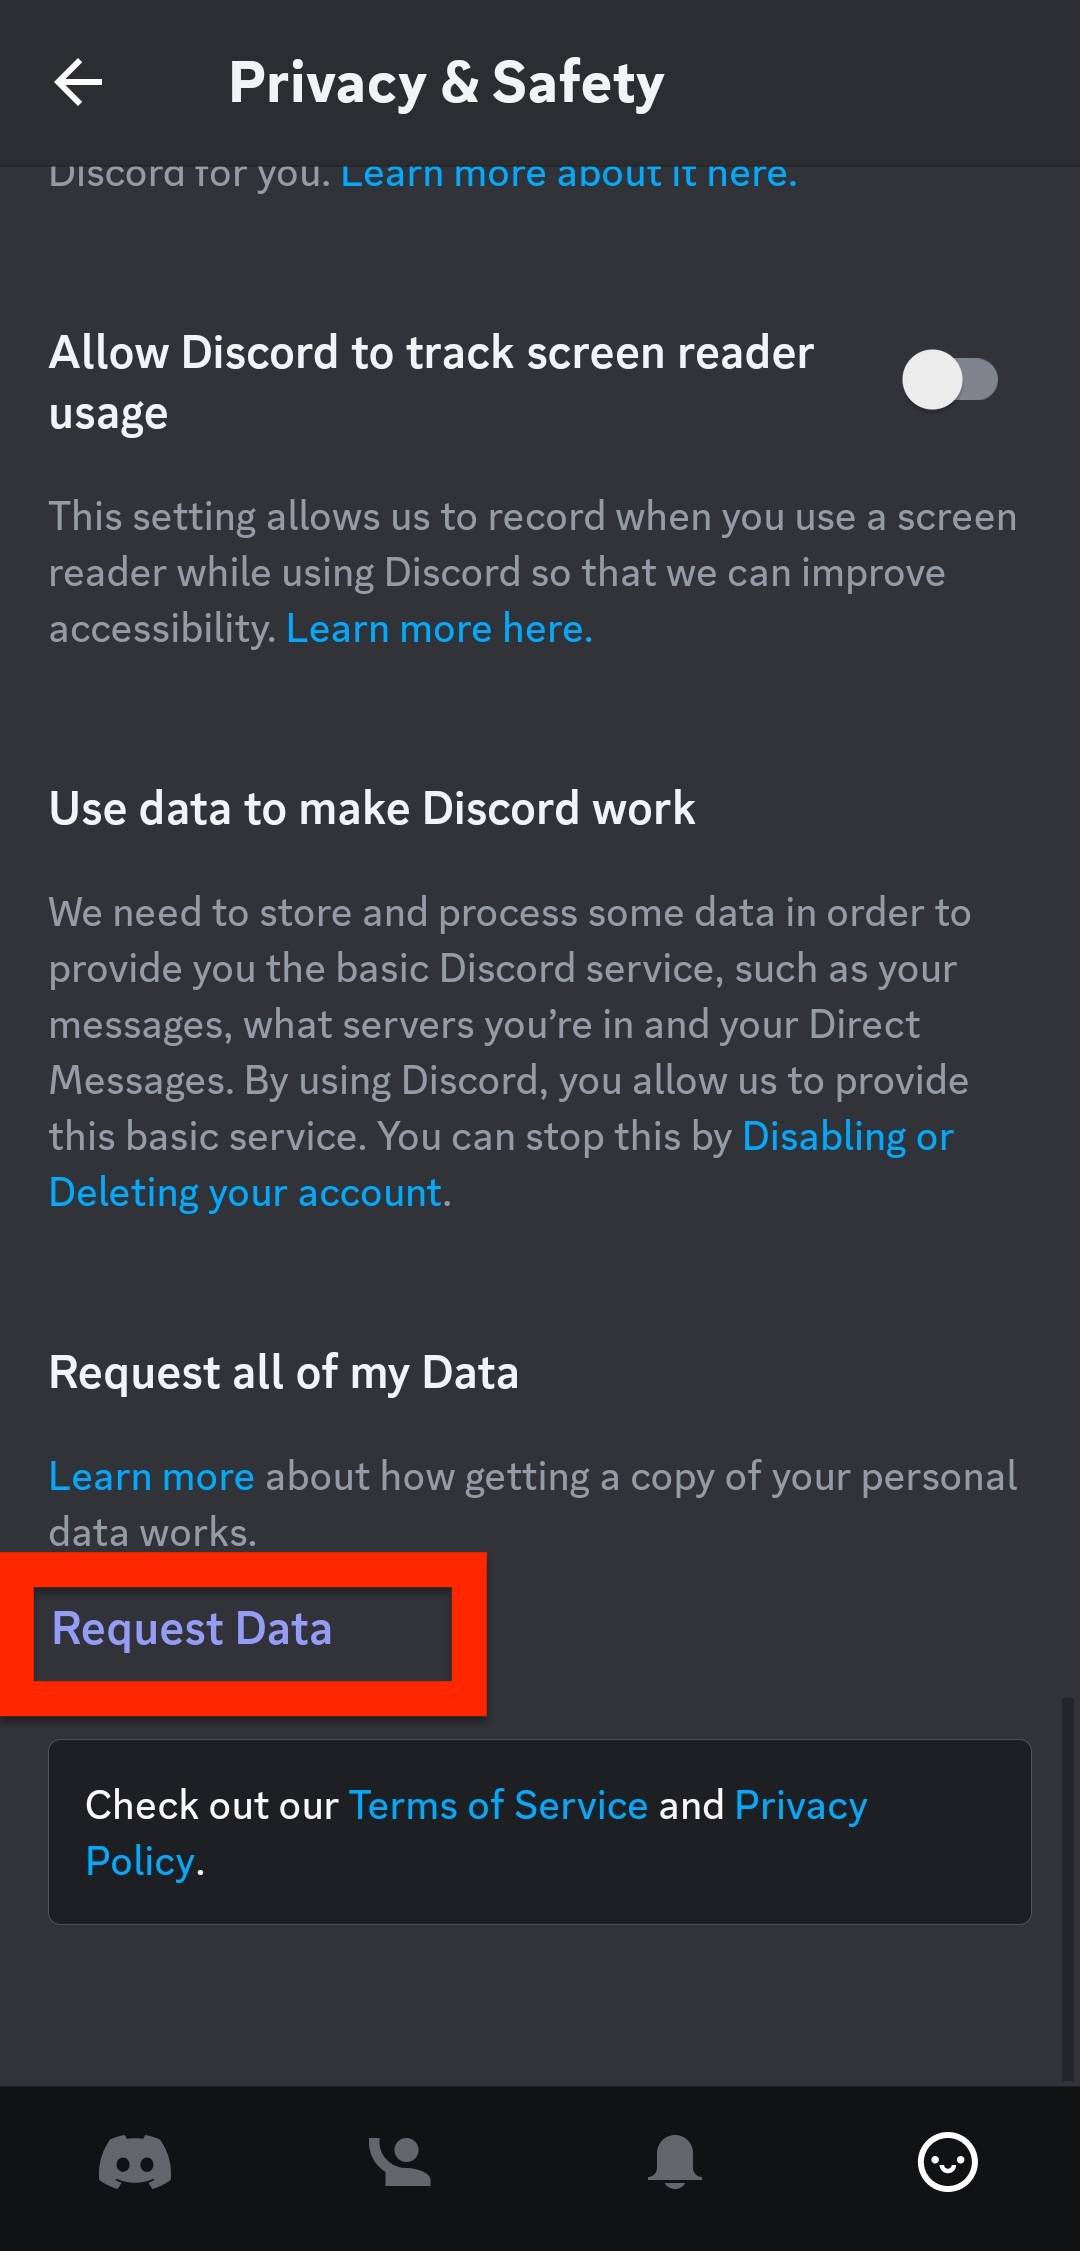 Privacy & Safety
Discord for you. Learn more about it here.
Allow Discord to track screen reader
usage
This setting allows us to record when you use a screen
reader while using Discord so that we can improve
accessibility. Learn more here.
Use data to make Discord work
We need to store and process some data in order to
provide you the basic Discord service, such as your
messages, what servers you’re in and your Direct
Messages. By using Discord, you allow us to provide
this basic service. You can stop this by Disabling or
Deleting your account.
Request all of my Data
Learn more about how getting a copy of your personal
data works.
Request Data
Check out our Terms of Service and Privacy
Policy.